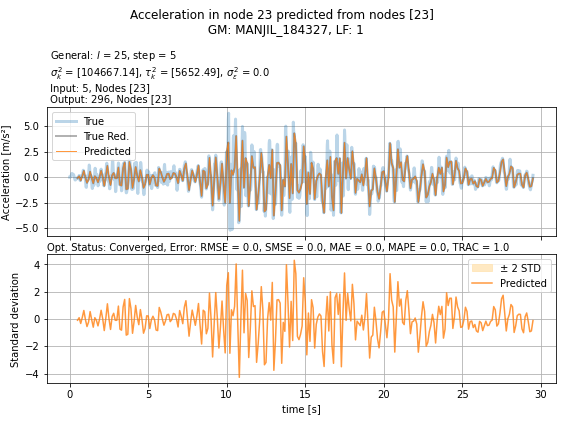 Acceleration in node 23 predicted from nodes [23]
GM: MANJIL_184327, LF: 1
General: l = 25, step = 5
σ²ₖ = [104667.14], τ²ₖ = [5652.49], σ²ε = 0.0
Input: 5, Nodes [23]
Output: 296, Nodes [23]
Acceleration [m/s²]
5.0
2.5
0.0
−2.5
−5.0
True
True Red.
Predicted
Opt. Status: Converged, Error: RMSE = 0.0, SMSE = 0.0, MAE = 0.0, MAPE = 0.0, TRAC = 1.0
Standard deviation
4
2
0
−2
−4
± 2 STD
Predicted
0 5 10 15 20 25 30
time [s]